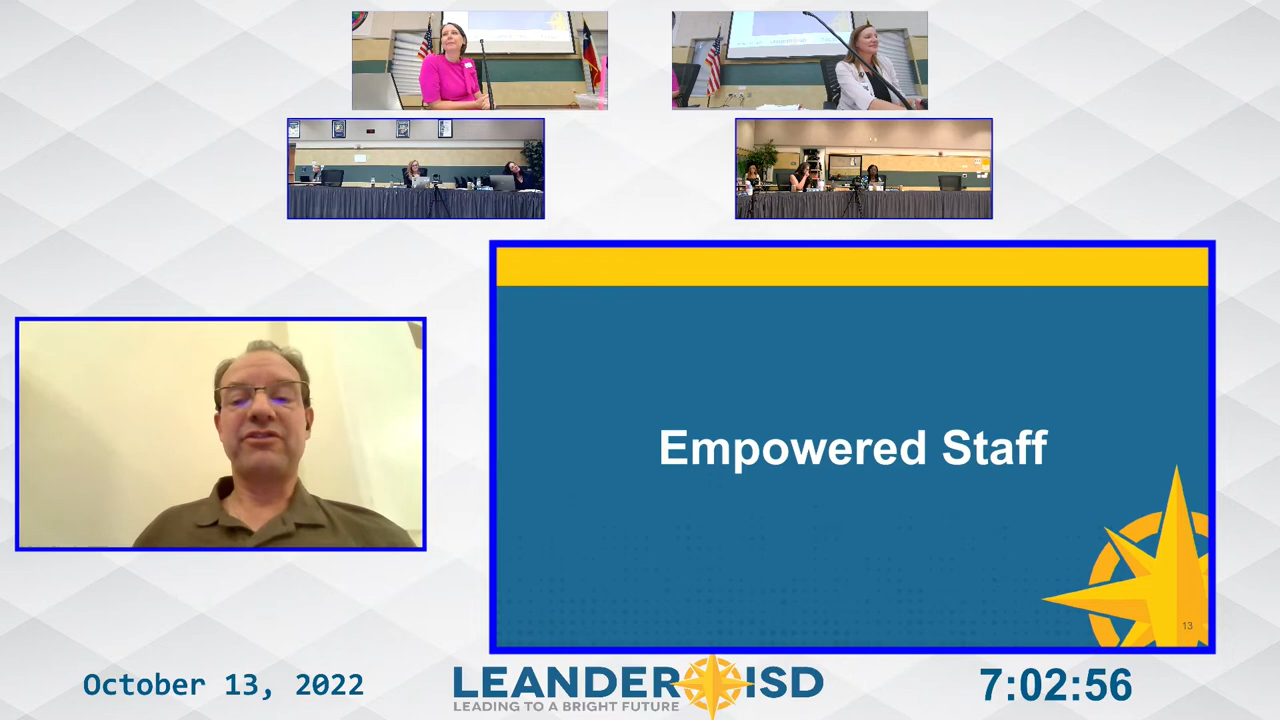 Empowered Staff
13
October 13, 2022
LEANDER ISD
LEADING TO A BRIGHT FUTURE
7:02:56